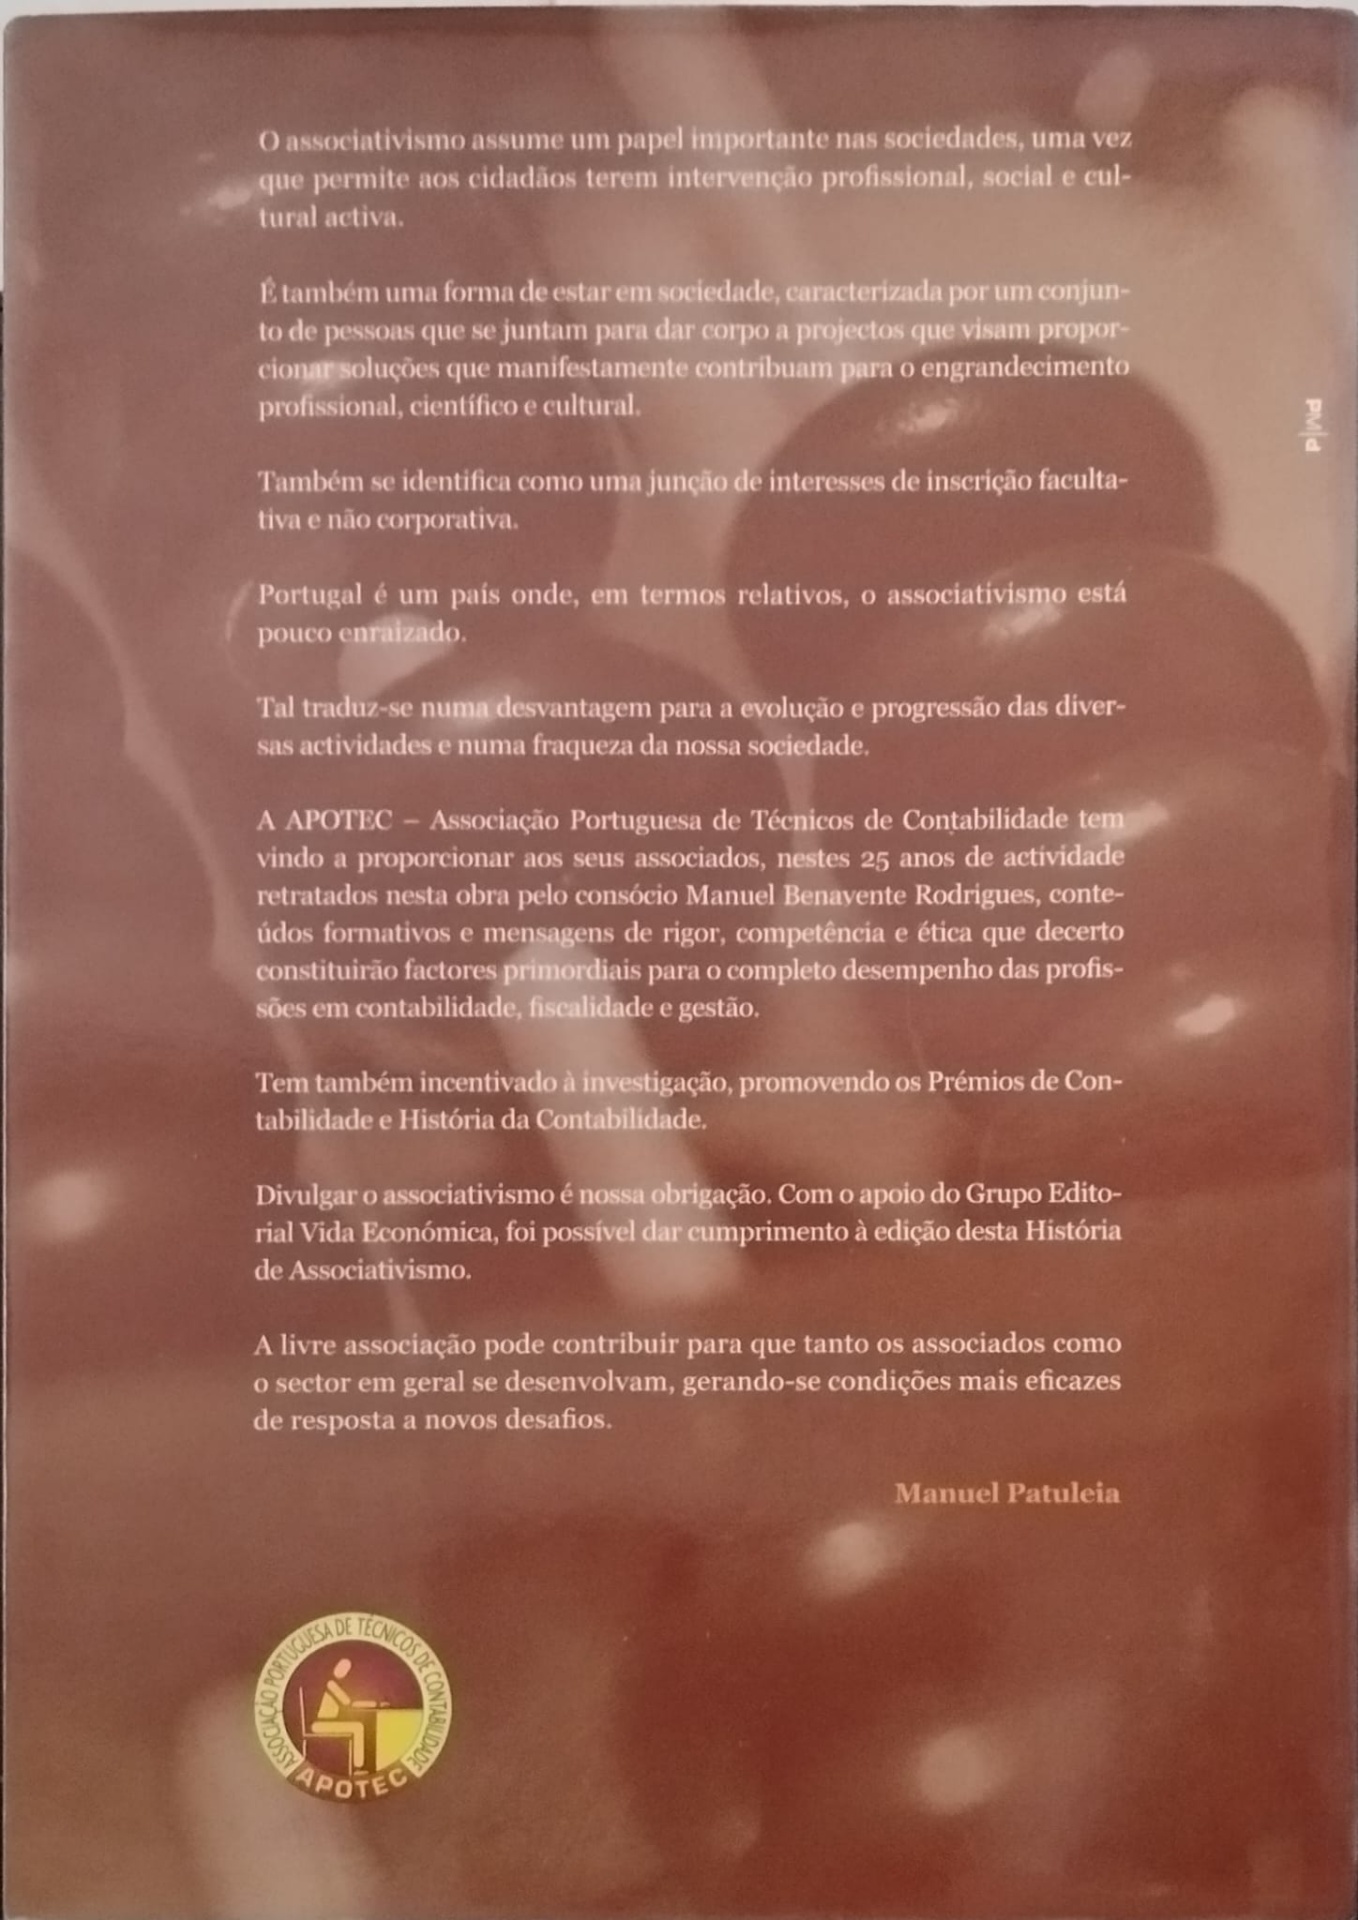 O associativismo assume um papel importante nas sociedades, uma vez
que permite aos cidadãos terem intervenção profissional, social e cul-
tural activa.
É também uma forma de estar em sociedade, caracterizada por um conjun-
to de pessoas que se juntam para dar corpo a projectos que visam propor-
cionar soluções que manifestamente contribuam para o engrandecimento
profissional, científico e cultural.
Também se identifica como uma junção de interesses de inscrição faculta-
tiva e não corporativa.
Portugal é um país onde, em termos relativos, o associativismo está
pouco enraizado.
Tal traduz-se numa desvantagem para a evolução e progressão das diver-
sas actividades e numa fraqueza da nossa sociedade.
A APOTEC – Associação Portuguesa de Técnicos de Contabilidade tem
vindo a proporcionar aos seus associados, nestes 25 anos de actividade
retratados nesta obra pelo consócio Manuel Benavente Rodrigues, conte-
údos formativos e mensagens de rigor, competência e ética que decerto
constituirão factores primordiais para o completo desempenho das profis-
sões em contabilidade, fiscalidade e gestão.
Tem também incentivado à investigação, promovendo os Prémios de Con-
tabilidade e História da Contabilidade.
Divulgar o associativismo é nossa obrigação. Com o apoio do Grupo Edito-
rial Vida Económica, foi possível dar cumprimento à edição desta História
de Associativismo.
A livre associação pode contribuir para que tanto os associados como
o sector em geral se desenvolvam, gerando-se condições mais eficazes
de resposta a novos desafios.
Manuel Patuleia
PM|d
ASSOCIAÇÃO PORTUGUESA DE TÉCNICOS DE CONTABILIDADE
APOTEC